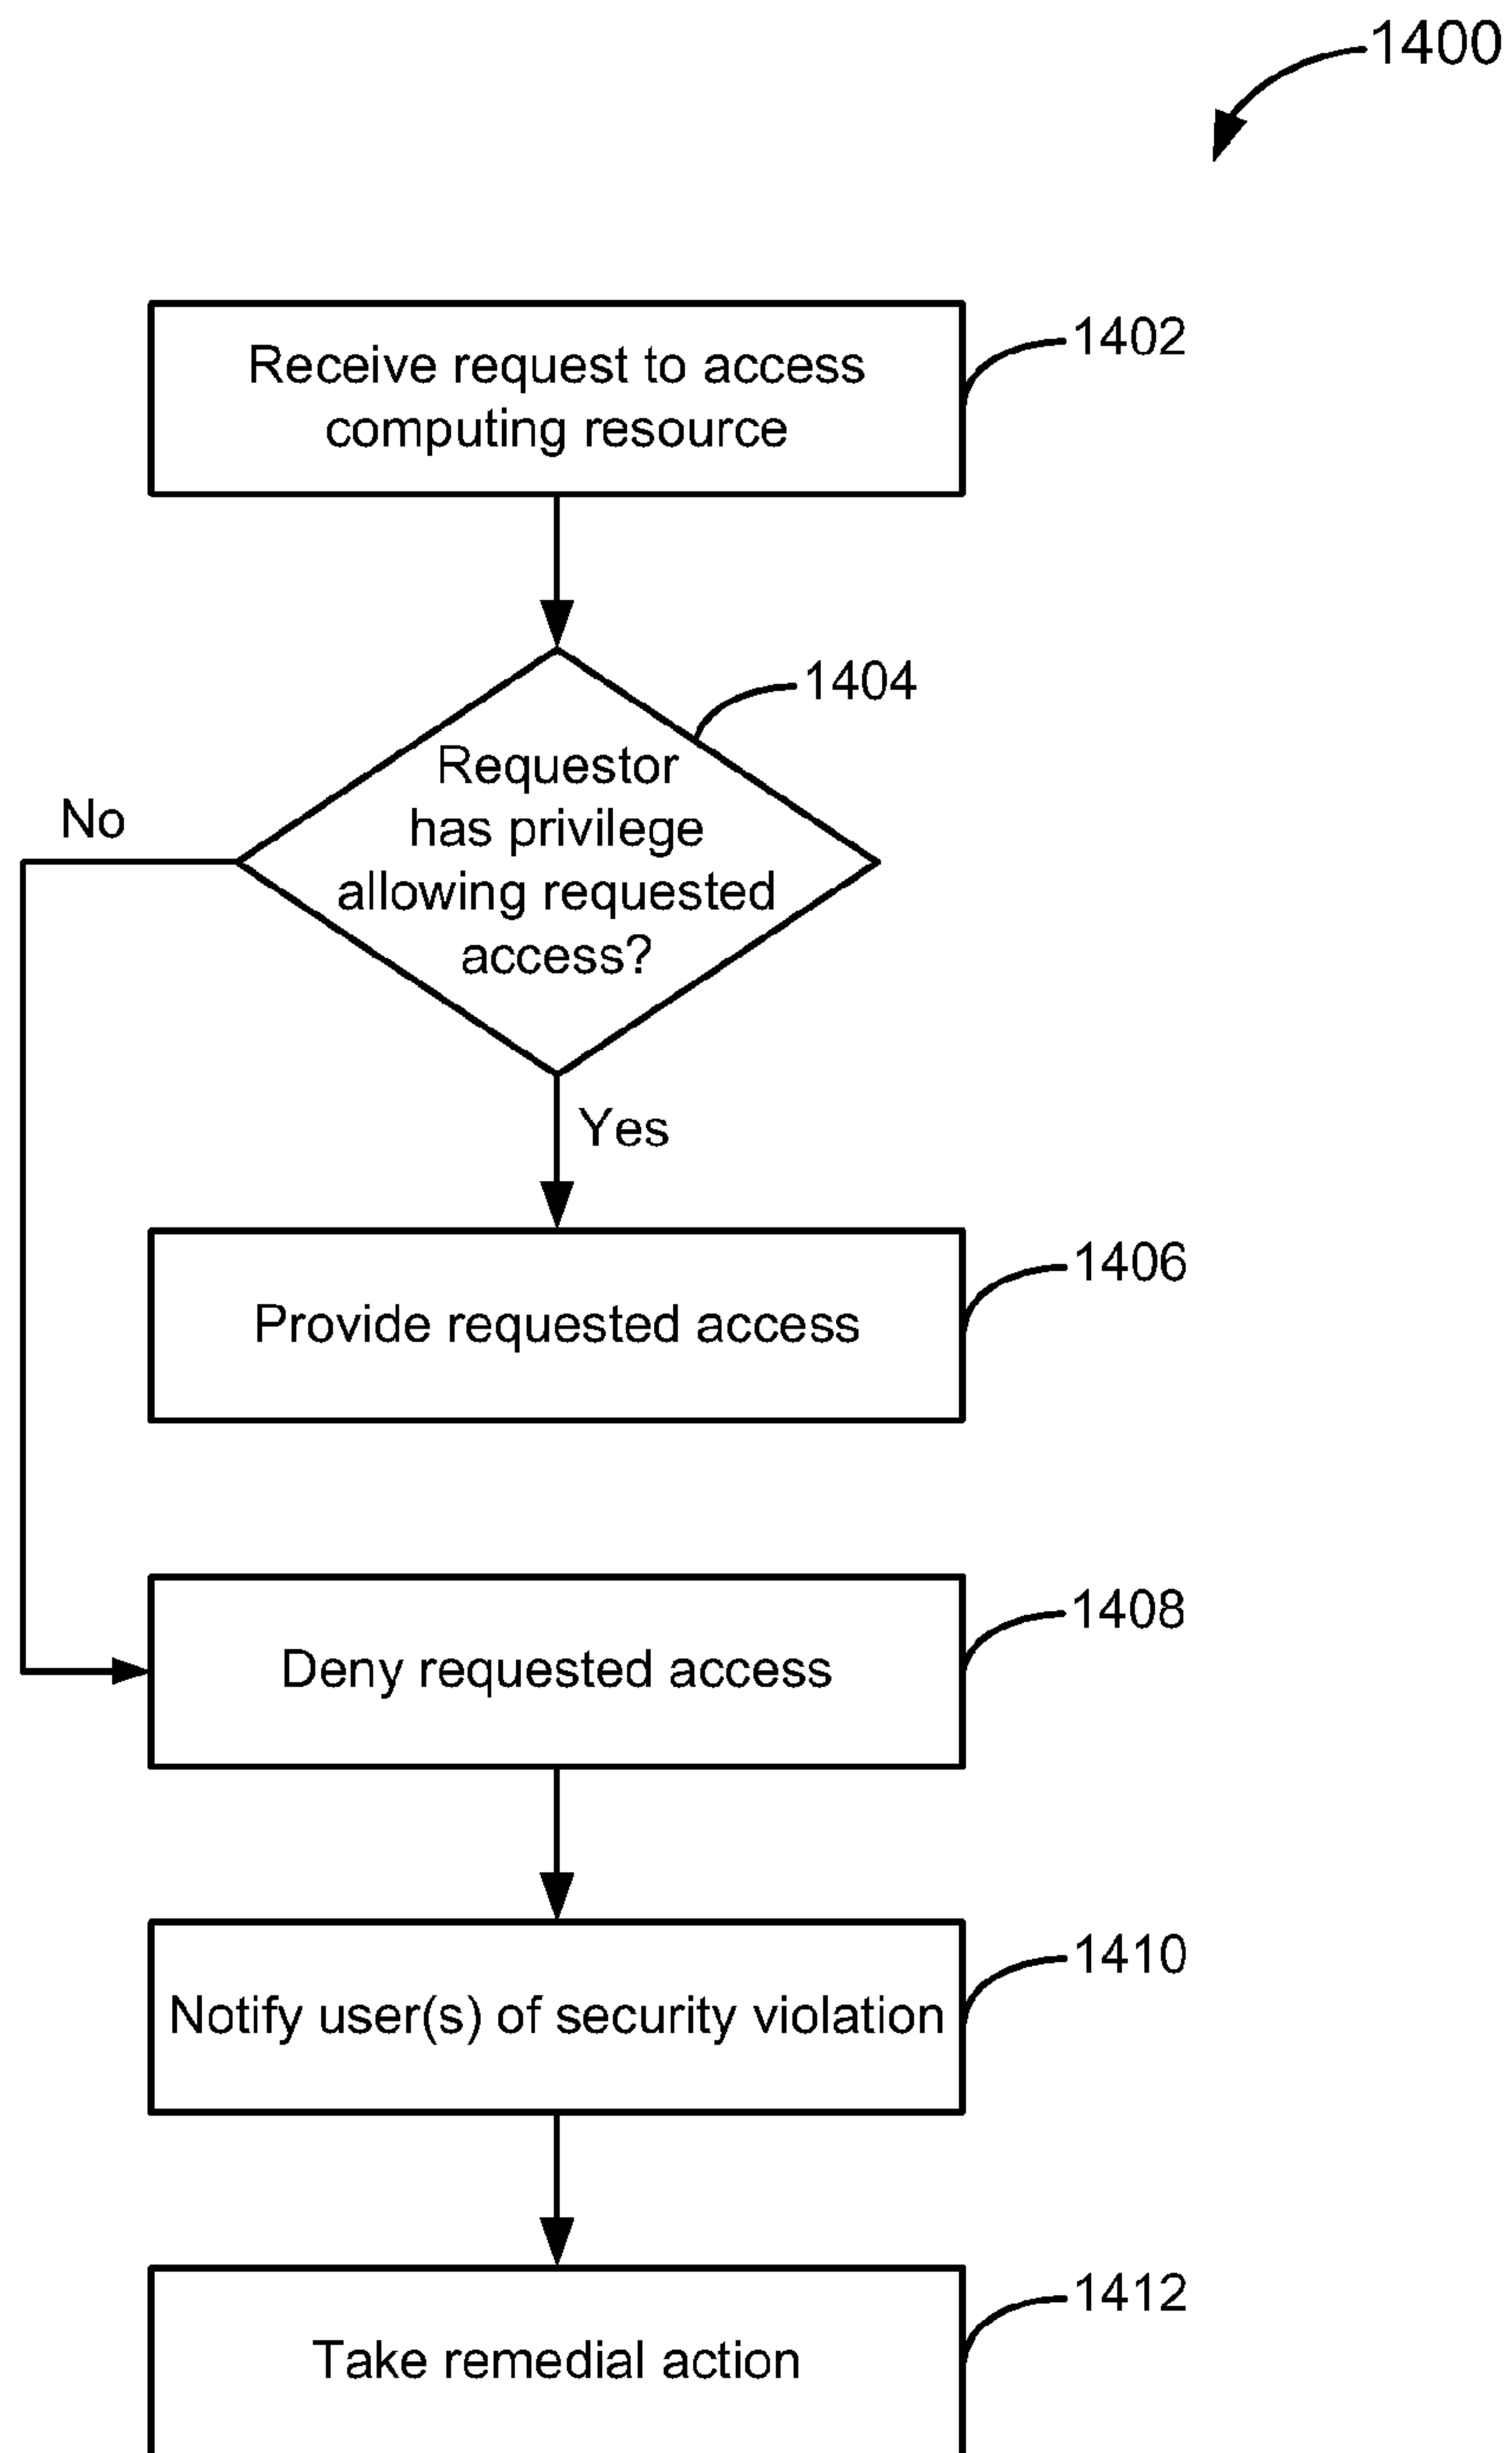 1400
Receive request to access
computing resource
1402
1404
Requestor
has privilege
allowing requested
access?
No
Yes
Provide requested access
1406
Deny requested access
1408
Notify user(s) of security violation
1410
Take remedial action
1412